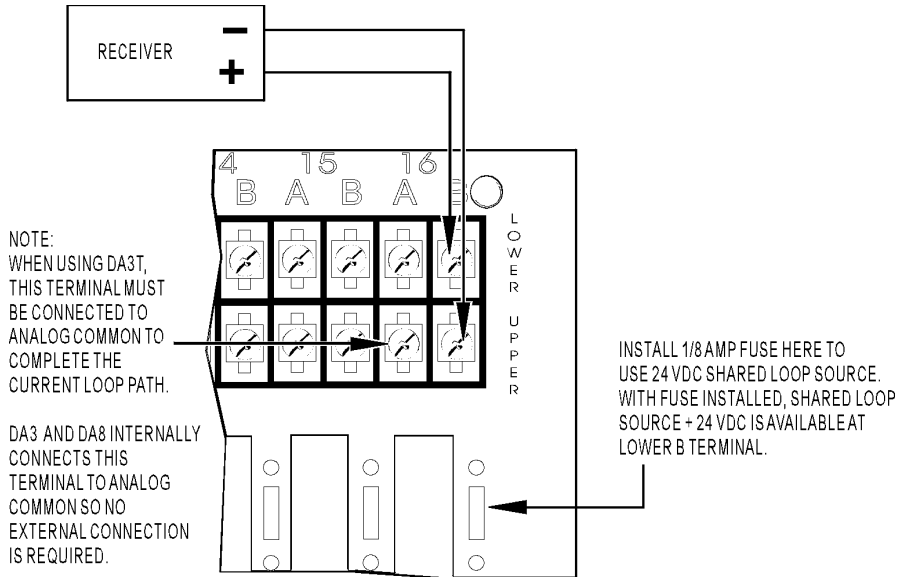 RECEIVER
−
+
4 15 16
B A B A B
LOWER
UPPER
NOTE:
WHEN USING DA3T,
THIS TERMINAL MUST
BE CONNECTED TO
ANALOG COMMON TO
COMPLETE THE
CURRENT LOOP PATH.
DA3 AND DA8 INTERNALLY
CONNECTS THIS
TERMINAL TO ANALOG
COMMON SO NO
EXTERNAL CONNECTION
IS REQUIRED.
INSTALL 1/8 AMP FUSE HERE TO
USE 24 VDC SHARED LOOP SOURCE.
WITH FUSE INSTALLED, SHARED LOOP
SOURCE + 24 VDC IS AVAILABLE AT
LOWER B TERMINAL.